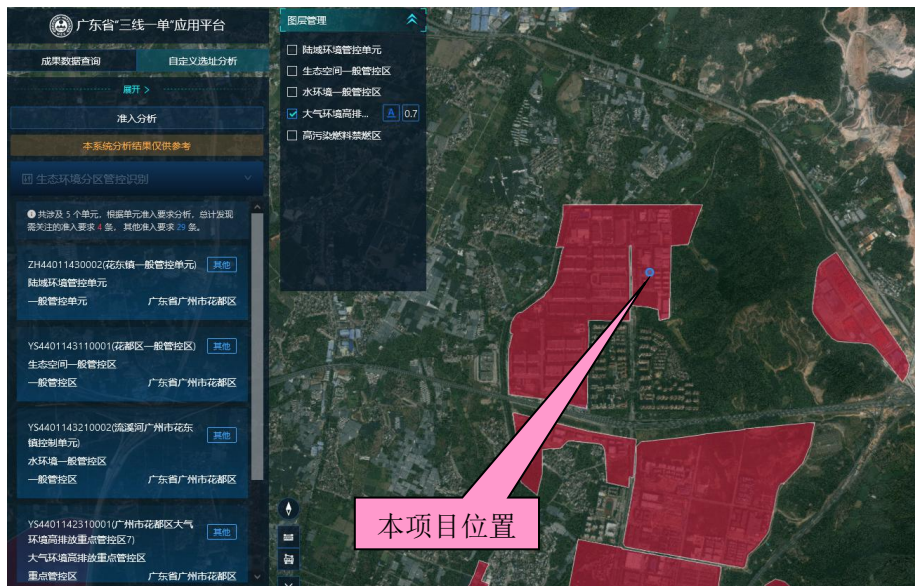 广东省“三线一单”应用平台
成果数据查询
自定义选址分析
展开 >
准入分析
本系统分析结果仅供参考
生态环境分区管控识别
共涉及 5 个单元，根据单元准入要求分析，总计发现
需关注的准入要求 4 条， 其他准入要求 29 条。
ZH44011430002(花东镇一般管控单元)
其他
陆域环境管控单元
一般管控单元
广东省广州市花都区
YS4401143110001(花都区一般管控区)
其他
生态空间一般管控区
一般管控区
广东省广州市花都区
YS4401143210002(流溪河广州市花东
镇控制单元)
其他
水环境一般管控区
一般管控区
广东省广州市花都区
YS4401142310001(广州市花都区大气
环境高排放重点管控区7)
其他
大气环境高排放重点管控区
重点管控区
广东省广州市花都区
图层管理
陆域环境管控单元
生态空间一般管控区
水环境一般管控区
大气环境高排... 0.7
高污染燃料禁燃区
本项目位置